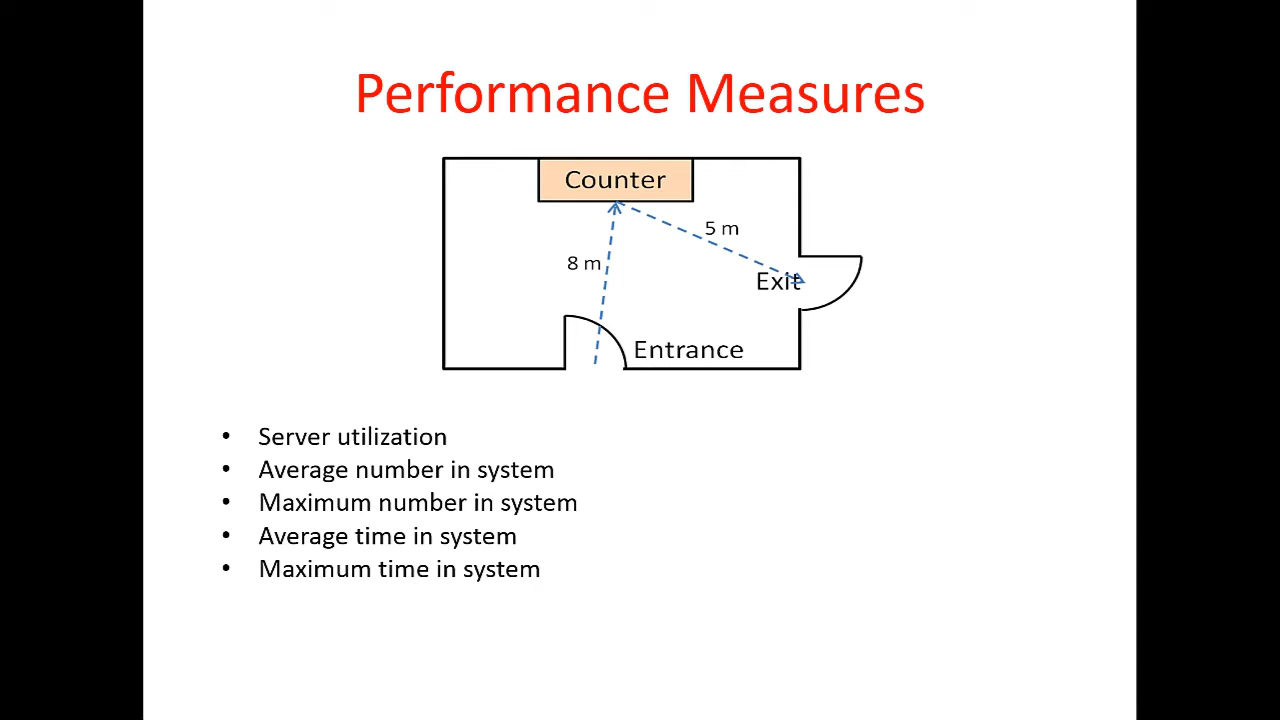 Performance Measures
Counter
5 m
8 m
Exit
Entrance
• Server utilization
• Average number in system
• Maximum number in system
• Average time in system
• Maximum time in system